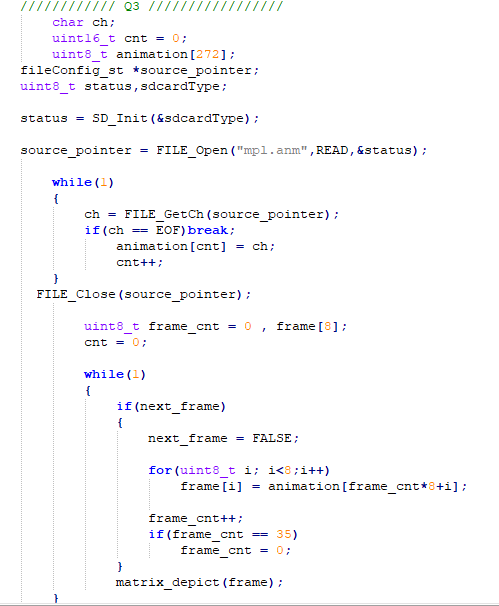 //////////// Q3 /////////////////
char ch;
uint16_t cnt = 0;
uint8_t animation[272];
fileConfig_st *source_pointer;
uint8_t status,sdcardType;
status = SD_Init(&sdcardType);
source_pointer = FILE_Open("mpl.anm",READ,&status);
while(1)
{
ch = FILE_GetCh(source_pointer);
if(ch == EOF)break;
animation[cnt] = ch;
cnt++;
}
FILE_Close(source_pointer);
uint8_t frame_cnt = 0 , frame[8];
cnt = 0;
while(1)
{
if(next_frame)
{
next_frame = FALSE;
for(uint8_t i; i<8;i++)
frame[i] = animation[frame_cnt*8+i];
frame_cnt++;
if(frame_cnt == 35)
frame_cnt = 0;
}
matrix_depict(frame);
}